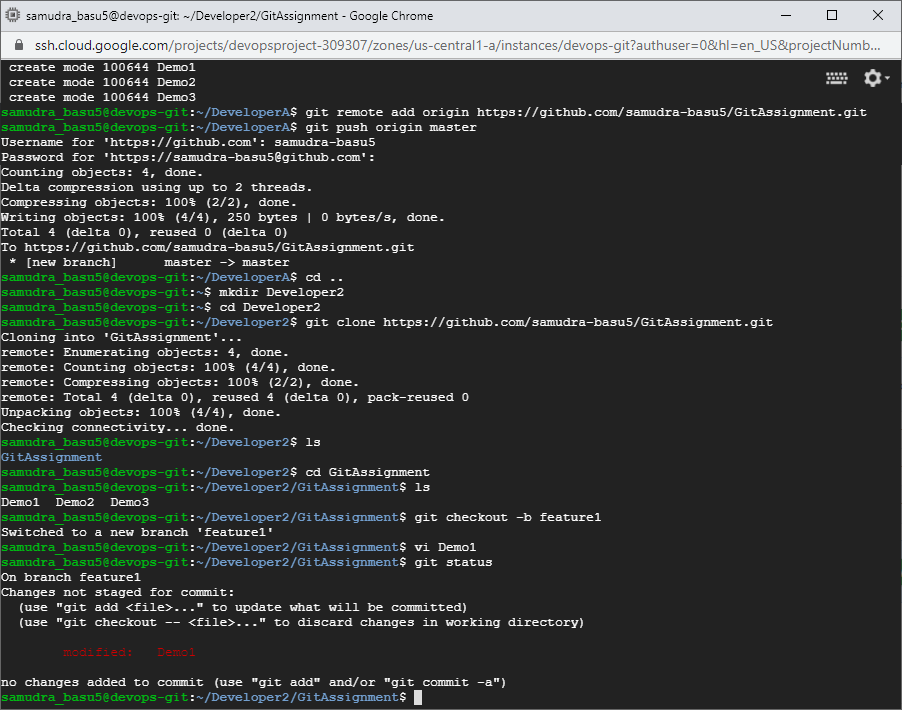 samudra_basu5@devops-git: ~/Developer2/GitAssignment - Google Chrome
ssh.cloud.google.com/projects/devopsproject-309307/zones/us-central1-a/instances/devops-git?authuser=0&hl=en_US&projectNumb...
create mode 100644 Demo1
create mode 100644 Demo2
create mode 100644 Demo3
samudra_basu5@devops-git:~/DeveloperA$ git remote add origin https://github.com/samudra-basu5/GitAssignment.git
samudra_basu5@devops-git:~/DeveloperA$ git push origin master
Username for 'https://github.com': samudra-basu5
Password for 'https://samudra-basu5@github.com':
Counting objects: 4, done.
Delta compression using up to 2 threads.
Compressing objects: 100% (2/2), done.
Writing objects: 100% (4/4), 250 bytes | 0 bytes/s, done.
Total 4 (delta 0), reused 0 (delta 0)
To https://github.com/samudra-basu5/GitAssignment.git
 * [new branch]      master -> master
samudra_basu5@devops-git:~/DeveloperA$ cd ..
samudra_basu5@devops-git:~$ mkdir Developer2
samudra_basu5@devops-git:~$ cd Developer2
samudra_basu5@devops-git:~/Developer2$ git clone https://github.com/samudra-basu5/GitAssignment.git
Cloning into 'GitAssignment'...
remote: Enumerating objects: 4, done.
remote: Counting objects: 100% (4/4), done.
remote: Compressing objects: 100% (2/2), done.
remote: Total 4 (delta 0), reused 4 (delta 0), pack-reused 0
Unpacking objects: 100% (4/4), done.
Checking connectivity... done.
samudra_basu5@devops-git:~/Developer2$ ls
GitAssignment
samudra_basu5@devops-git:~/Developer2$ cd GitAssignment
samudra_basu5@devops-git:~/Developer2/GitAssignment$ ls
Demo1  Demo2  Demo3
samudra_basu5@devops-git:~/Developer2/GitAssignment$ git checkout -b feature1
Switched to a new branch 'feature1'
samudra_basu5@devops-git:~/Developer2/GitAssignment$ vi Demo1
samudra_basu5@devops-git:~/Developer2/GitAssignment$ git status
On branch feature1
Changes not staged for commit:
  (use "git add <file>..." to update what will be committed)
  (use "git checkout -- <file>..." to discard changes in working directory)
        modified:   Demo1
no changes added to commit (use "git add" and/or "git commit -a")
samudra_basu5@devops-git:~/Developer2/GitAssignment$